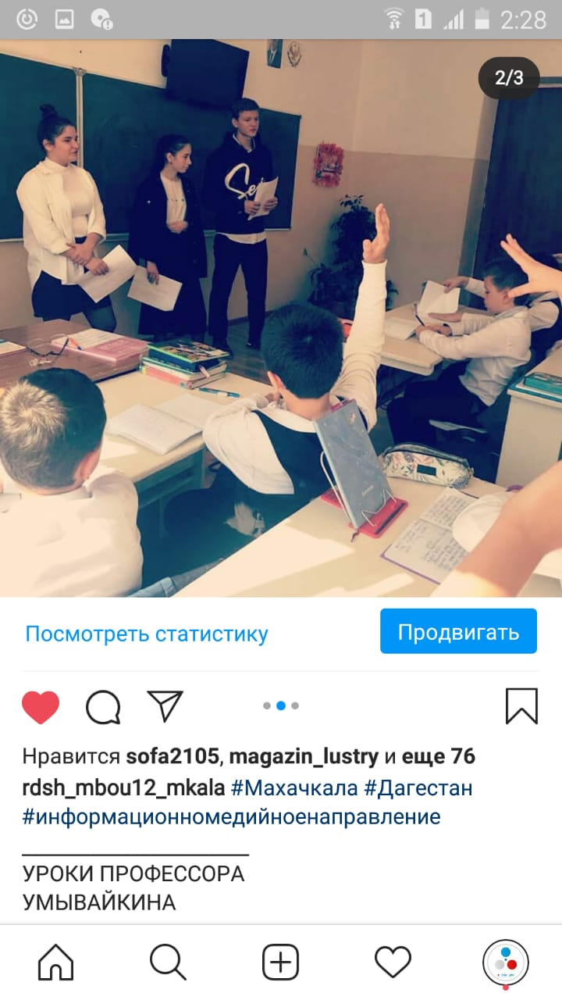 1 2:28
2/3
Se
Посмотреть статистику
Продвигать
Нравится sofa2105, magazin_lustry и еще 76
rdsh_mbou12_mkala #Махачкала #Дагестан
#информационномедийноенаправление
УРОКИ ПРОФЕССОРА
УМЫВАЙКИНА